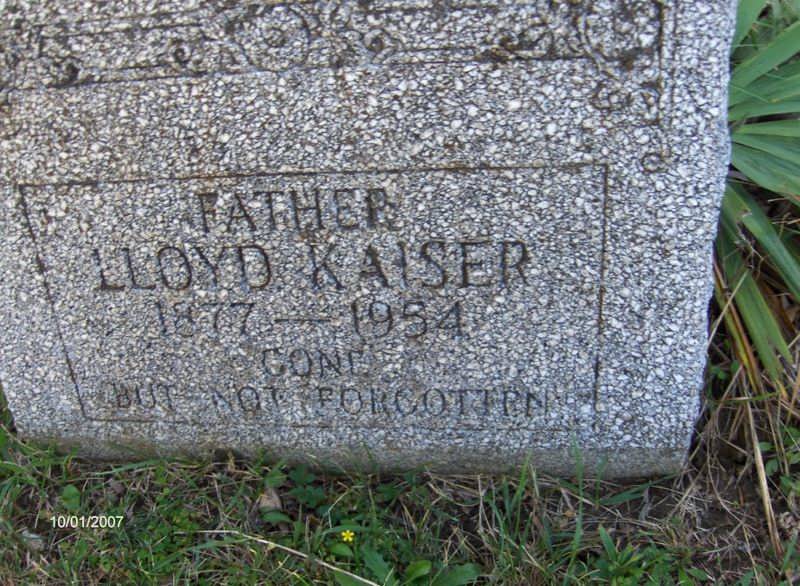 FATHER
LLOYD KAISER
1877 — 1954
GONE
BUT NOT FORGOTTEN
10/01/2007